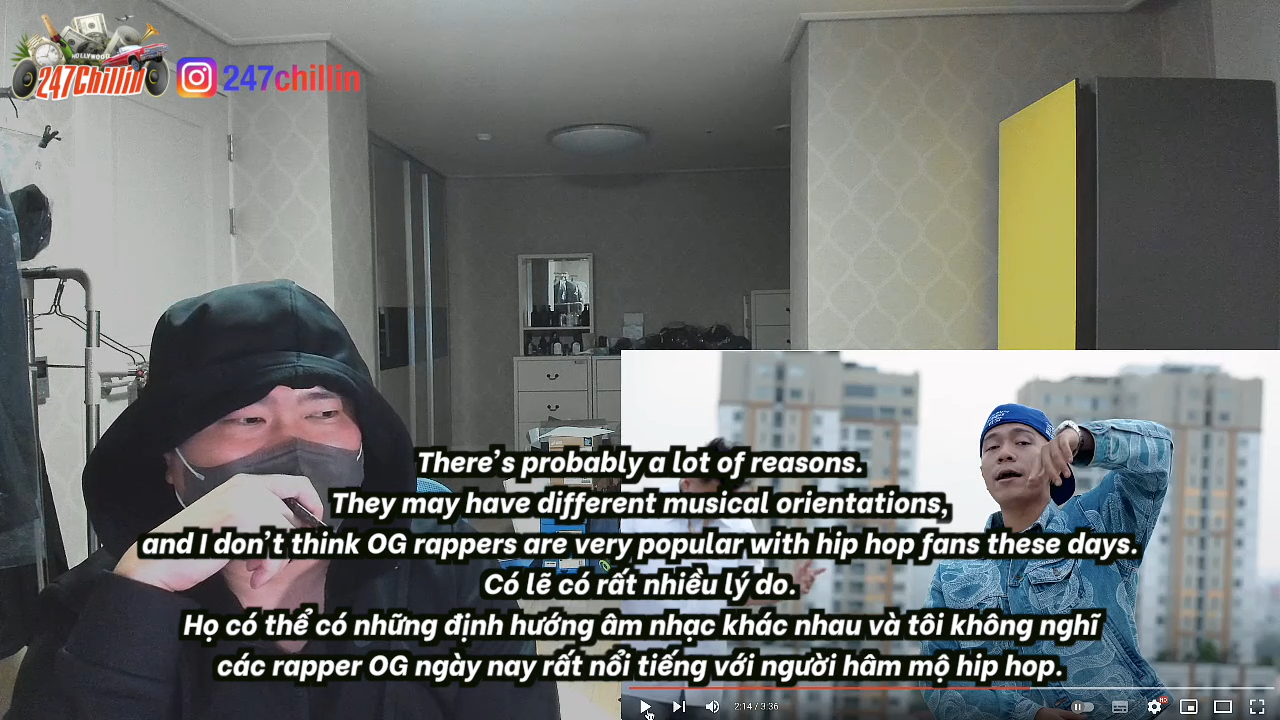 HOLLYWOOD
247Chillin
247chillin
There's probably a lot of reasons.
They may have different musical orientations,
and I don't think OG rappers are very popular with hip hop fans these days.
Có lẽ có rất nhiều lý do.
Họ có thể có những định hướng âm nhạc khác nhau và tôi không nghĩ
các rapper OG ngày nay rất nổi tiếng với người hâm mộ hip hop.
2:14 / 3:36
HD